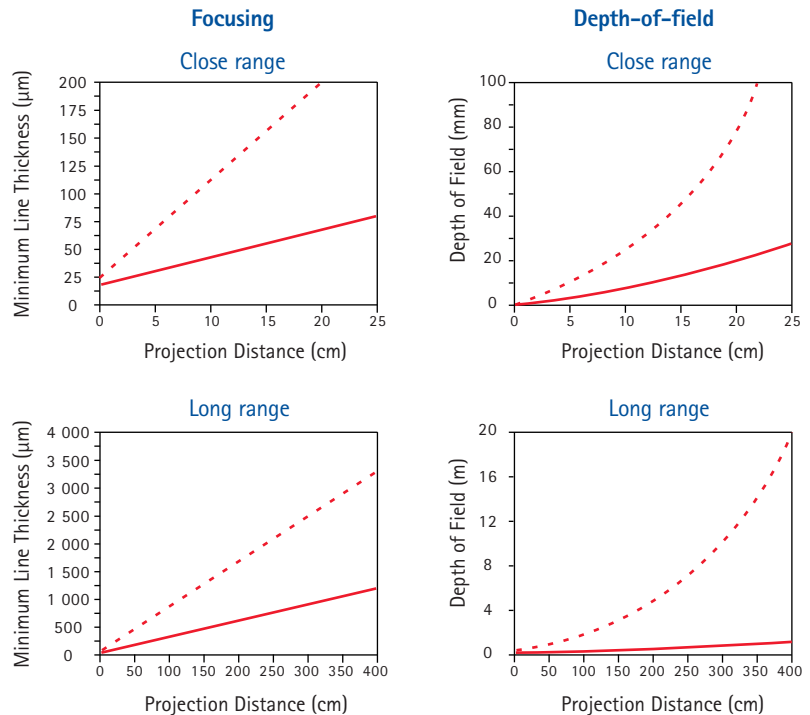 Focusing
Close range
Minimum Line Thickness (µm)
200
175
150
125
100
75
50
25
0
0 5 10 15 20 25
Projection Distance (cm)
Depth-of-field
Close range
Depth of Field (mm)
100
80
60
40
20
0
0 5 10 15 20 25
Projection Distance (cm)
Long range
Minimum Line Thickness (µm)
4 000
3 500
3 000
2 500
2 000
1 500
1 000
500
0
0 50 100 150 200 250 300 350 400
Projection Distance (cm)
Long range
Depth of Field (m)
20
16
12
8
4
0
0 50 100 150 200 250 300 350 400
Projection Distance (cm)